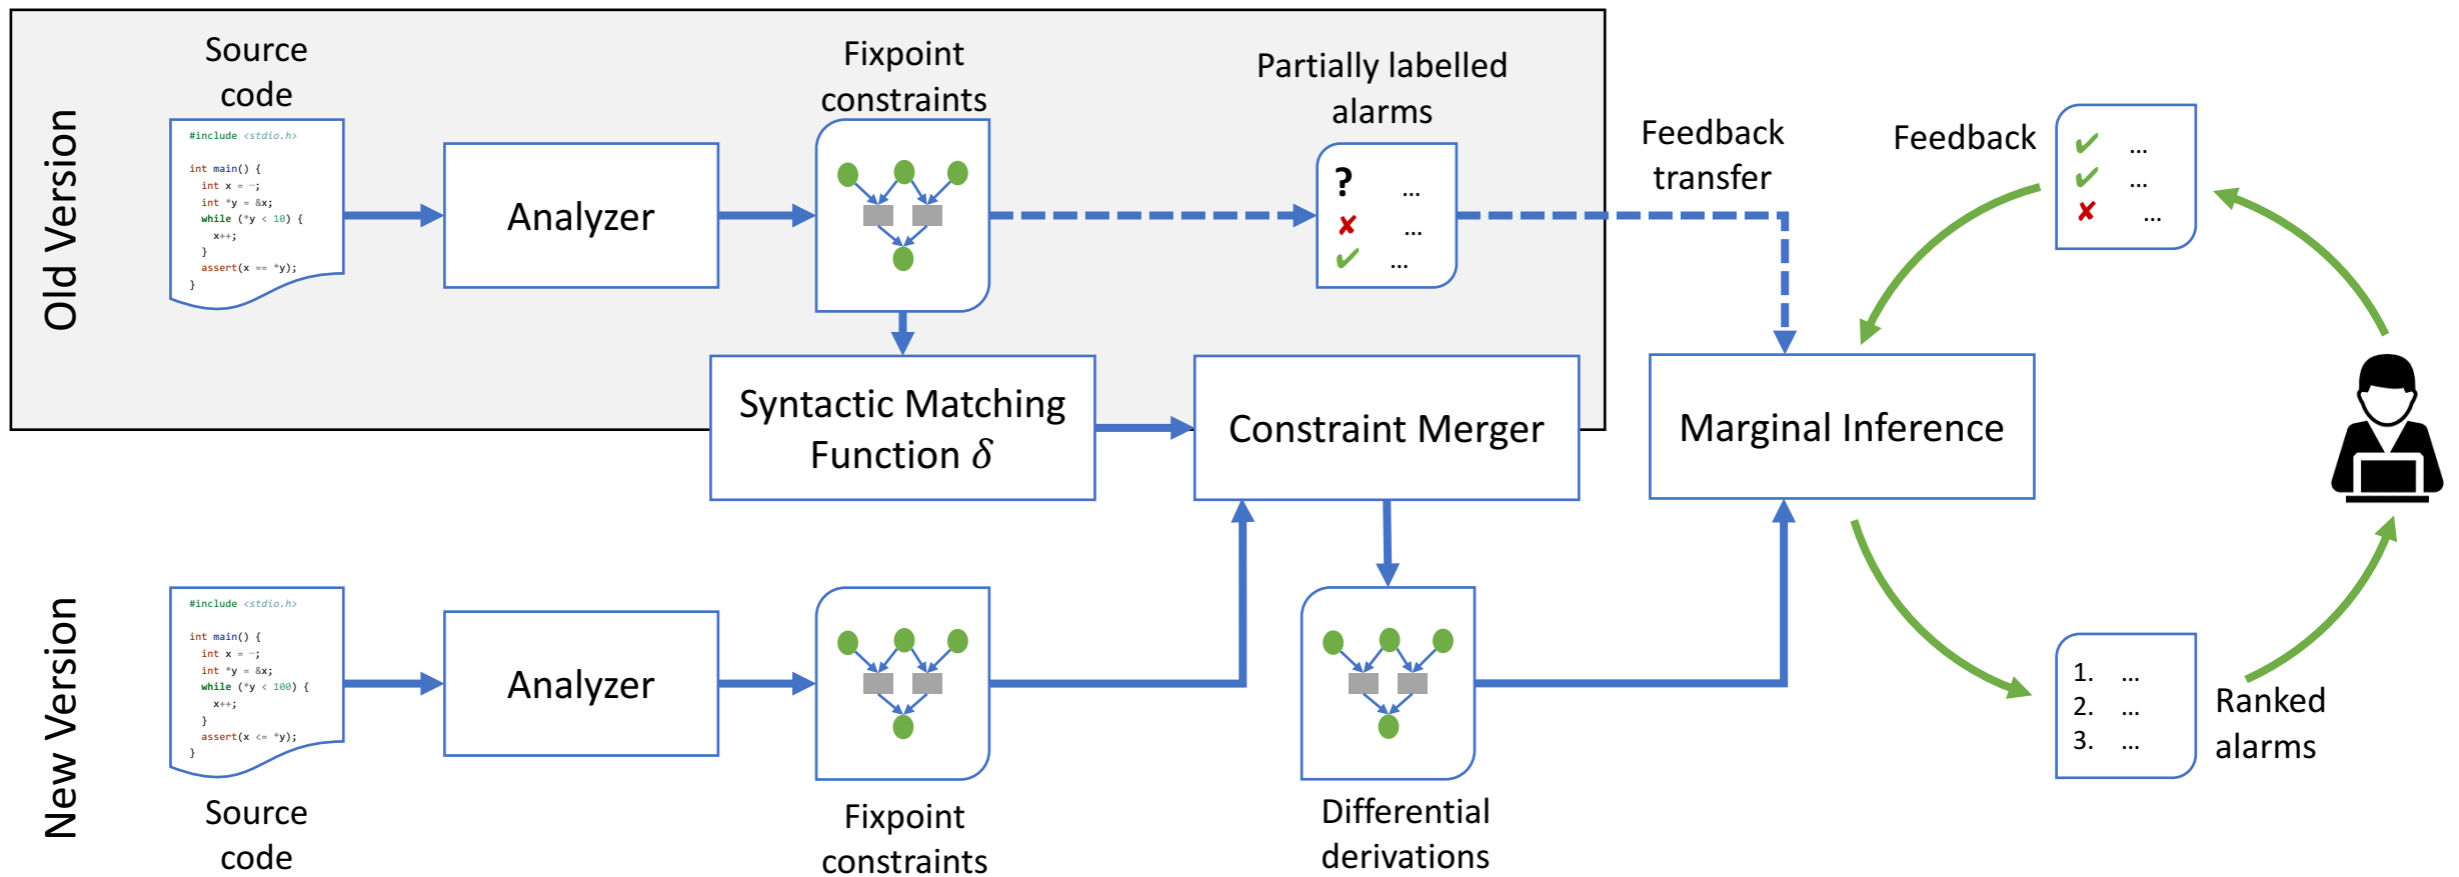 Old Version
Source
code
#include <stdio.h>
int main() {
int x = ~;
int *y = &x;
while (*y < 10) {
x++;
}
assert(x == *y);
}
Analyzer
Fixpoint
constraints
Partially labelled
alarms
? ...
✘ ...
✔ ...
Feedback
transfer
Feedback
✔ ...
✔ ...
✘ ...
Syntactic Matching
Function δ
Constraint Merger
Marginal Inference
New Version
#include <stdio.h>
int main() {
int x = ~;
int *y = &x;
while (*y < 100) {
x++;
}
assert(x <= *y);
}
Source
code
Analyzer
Fixpoint
constraints
Differential
derivations
1. ...
2. ...
3. ...
Ranked
alarms